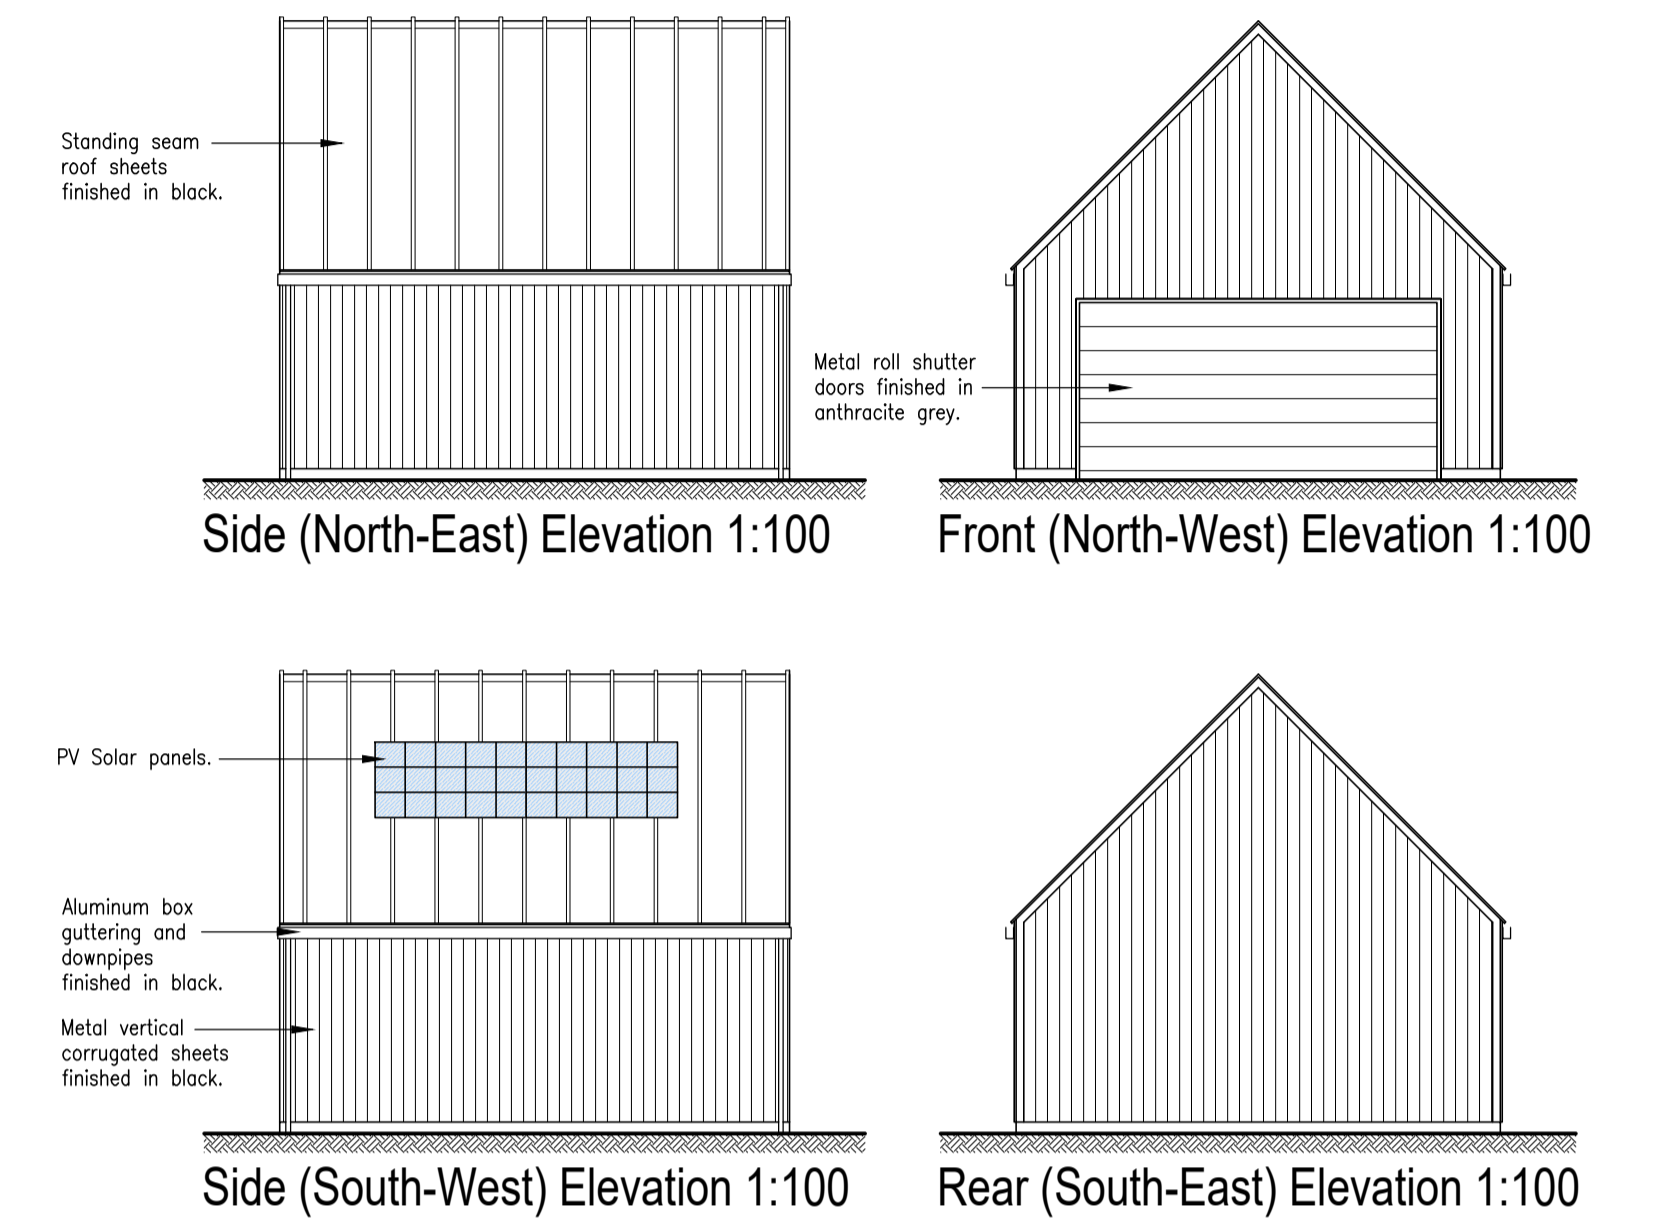 Standing seam
roof sheets
finished in black.
Side (North-East) Elevation 1:100
Metal roll shutter
doors finished in
anthracite grey.
Front (North-West) Elevation 1:100
PV Solar panels.
Aluminum box
guttering and
downpipes
finished in black.
Metal vertical
corrugated sheets
finished in black.
Side (South-West) Elevation 1:100
Rear (South-East) Elevation 1:100